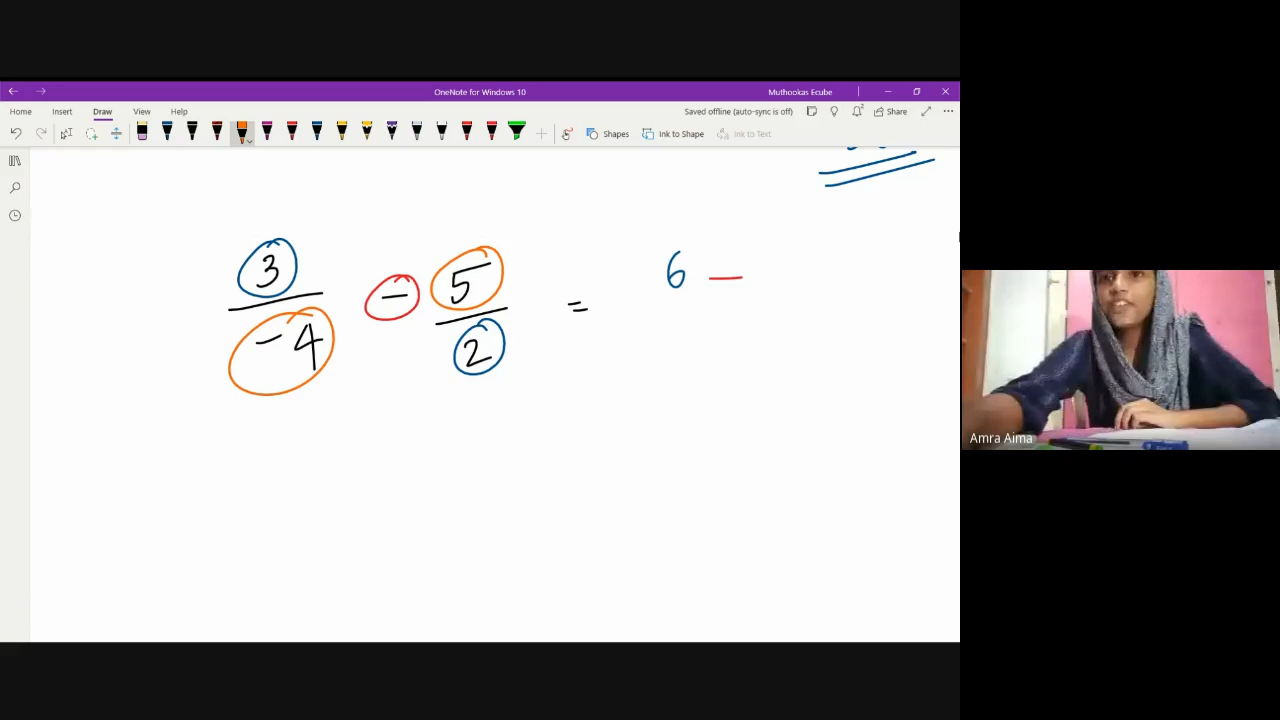 OneNote for Windows 10
Muthookas Ecube
Home Insert Draw View Help
Saved offline (auto-sync is off)
Share
Shapes
Ink to Shape
Ink to Text
3/-4 - 5/2 = 6 -
Amra Aima